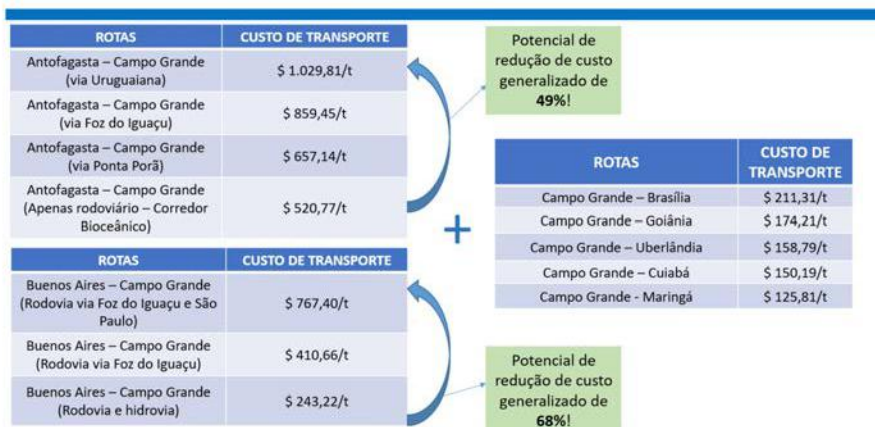 ROTAS CUSTO DE TRANSPORTE
Antofagasta – Campo Grande
(via Uruguaiana)
$ 1.029,81/t
Antofagasta – Campo Grande
(via Foz do Iguaçu)
$ 859,45/t
Antofagasta – Campo Grande
(via Ponta Porã)
$ 657,14/t
Antofagasta – Campo Grande
(Apenas rodoviário – Corredor
Bioceânico)
$ 520,77/t
Potencial de
redução de custo
generalizado de
49%!
ROTAS CUSTO DE TRANSPORTE
Buenos Aires – Campo Grande
(Rodovia via Foz do Iguaçu e São
Paulo)
$ 767,40/t
Buenos Aires – Campo Grande
(Rodovia via Foz do Iguaçu)
$ 410,66/t
Buenos Aires – Campo Grande
(Rodovia e hidrovia)
$ 243,22/t
Potencial de
redução de custo
generalizado de
68%!
+
ROTAS
CUSTO DE
TRANSPORTE
Campo Grande – Brasília $ 211,31/t
Campo Grande – Goiânia $ 174,21/t
Campo Grande – Uberlândia $ 158,79/t
Campo Grande – Cuiabá $ 150,19/t
Campo Grande - Maringá $ 125,81/t